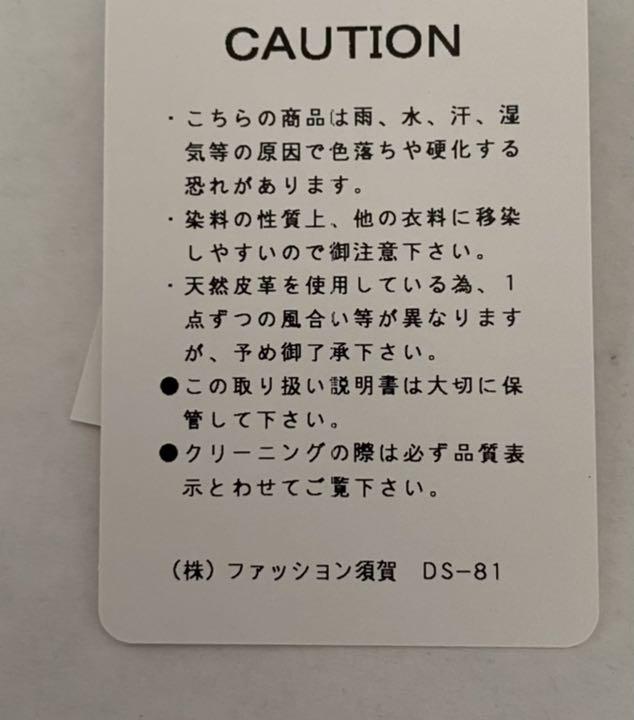 CAUTION
・こちらの商品は雨、水、汗、湿
気等の原因で色落ちや硬化する
恐れがあります。
・染料の性質上、他の衣料に移染
しやすいので御注意下さい。
・天然皮革を使用している為、1
点ずつの風合い等が異なります
が、予め御了承下さい。
●この取り扱い説明書は大切に保
管して下さい。
●クリーニングの際は必ず品質表
示とわせてご覧下さい。
(株)ファッション須賀 DS-81